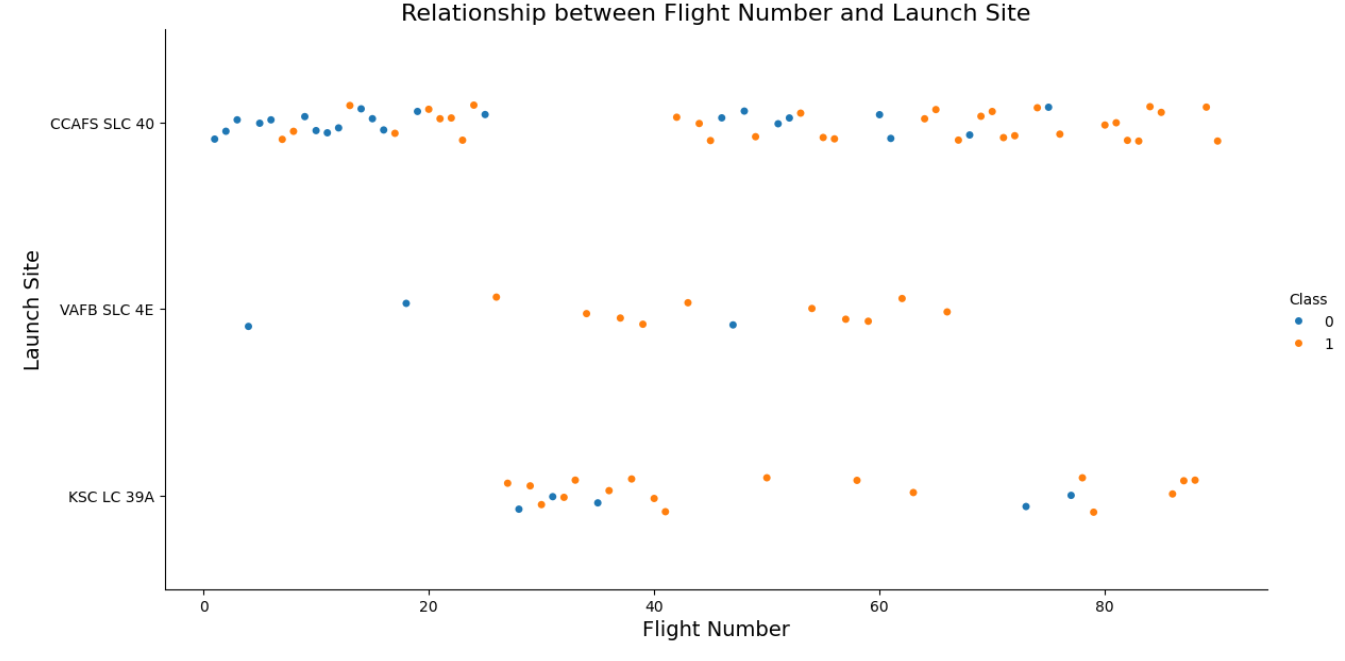 Relationship between Flight Number and Launch Site
Launch Site
CCAFS SLC 40
VAFB SLC 4E
KSC LC 39A
0 20 40 60 80
Flight Number
Class
0
1